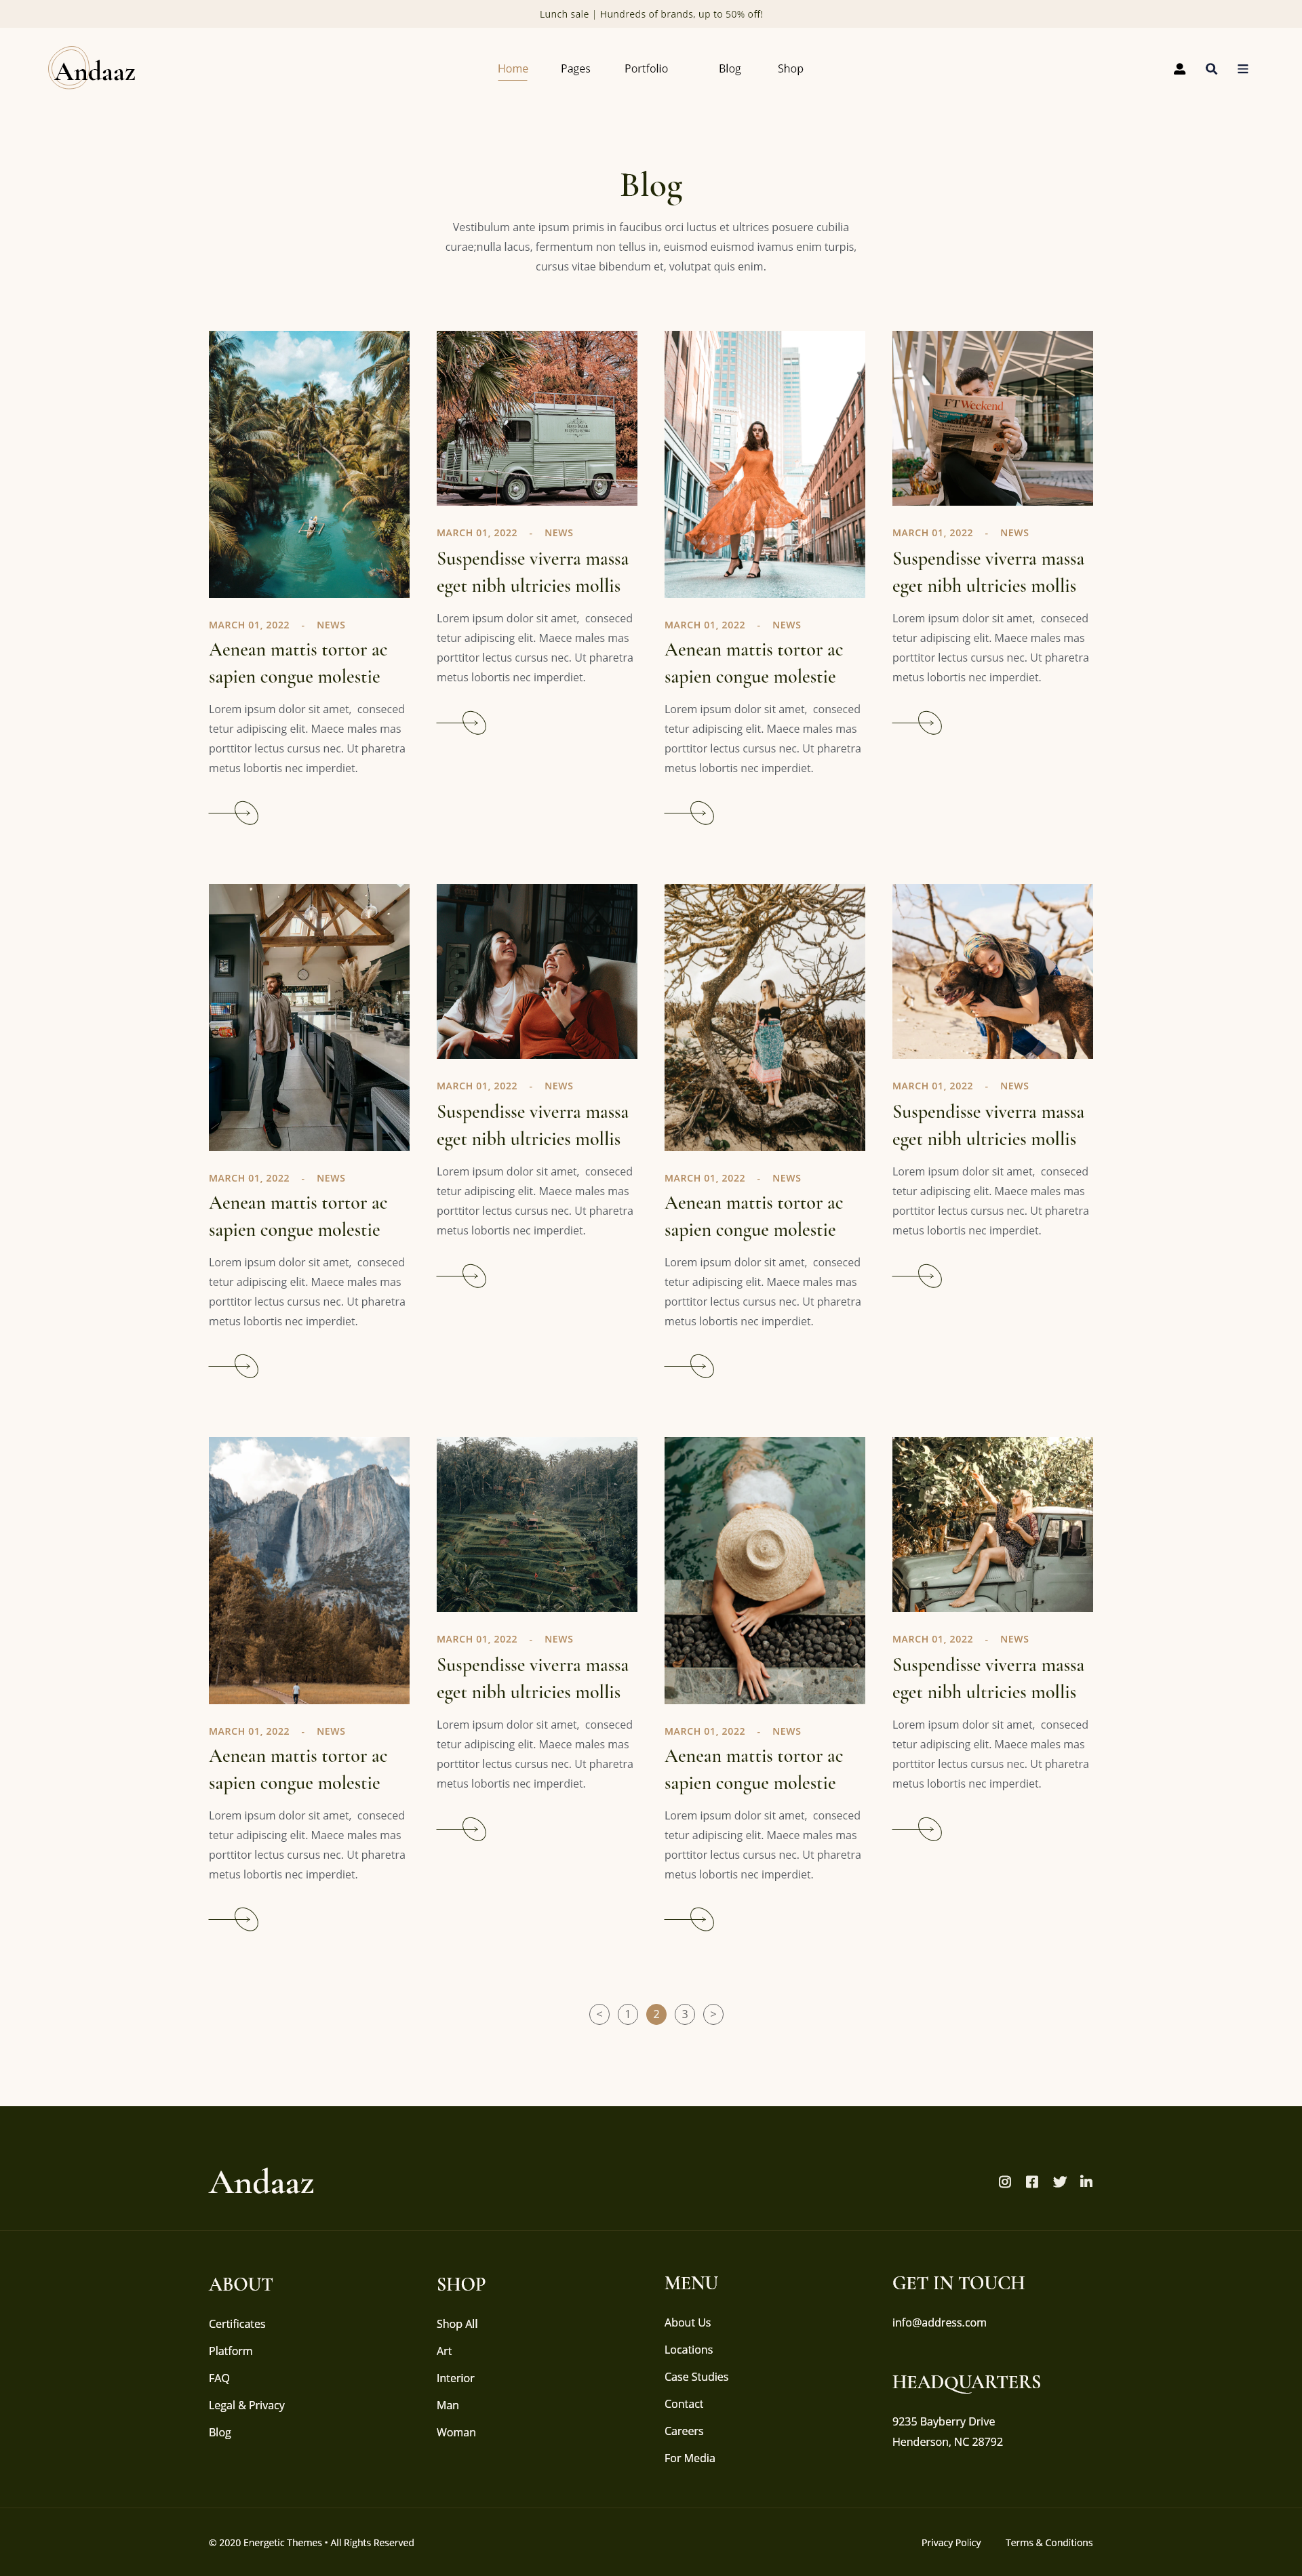 Lunch sale | Hundreds of brands, up to 50% off!
Andaaz
Home Pages Portfolio Blog Shop
Blog
Vestibulum ante ipsum primis in faucibus orci luctus et ultrices posuere cubilia
curae;nulla lacus, fermentum non tellus in, euismod euismod ivamus enim turpis,
cursus vitae bibendum et, volutpat quis enim.
MARCH 01, 2022 - NEWS
Aenean mattis tortor ac
sapien congue molestie
Lorem ipsum dolor sit amet, conseced
tetur adipiscing elit. Maece males mas
porttitor lectus cursus nec. Ut pharetra
metus lobortis nec imperdiet.
MARCH 01, 2022 - NEWS
Suspendisse viverra massa
eget nibh ultricies mollis
Lorem ipsum dolor sit amet, conseced
tetur adipiscing elit. Maece males mas
porttitor lectus cursus nec. Ut pharetra
metus lobortis nec imperdiet.
MARCH 01, 2022 - NEWS
Aenean mattis tortor ac
sapien congue molestie
Lorem ipsum dolor sit amet, conseced
tetur adipiscing elit. Maece males mas
porttitor lectus cursus nec. Ut pharetra
metus lobortis nec imperdiet.
FTWeekend
MARCH 01, 2022 - NEWS
Suspendisse viverra massa
eget nibh ultricies mollis
Lorem ipsum dolor sit amet, conseced
tetur adipiscing elit. Maece males mas
porttitor lectus cursus nec. Ut pharetra
metus lobortis nec imperdiet.
MARCH 01, 2022 - NEWS
Aenean mattis tortor ac
sapien congue molestie
Lorem ipsum dolor sit amet, conseced
tetur adipiscing elit. Maece males mas
porttitor lectus cursus nec. Ut pharetra
metus lobortis nec imperdiet.
MARCH 01, 2022 - NEWS
Suspendisse viverra massa
eget nibh ultricies mollis
Lorem ipsum dolor sit amet, conseced
tetur adipiscing elit. Maece males mas
porttitor lectus cursus nec. Ut pharetra
metus lobortis nec imperdiet.
MARCH 01, 2022 - NEWS
Aenean mattis tortor ac
sapien congue molestie
Lorem ipsum dolor sit amet, conseced
tetur adipiscing elit. Maece males mas
porttitor lectus cursus nec. Ut pharetra
metus lobortis nec imperdiet.
MARCH 01, 2022 - NEWS
Suspendisse viverra massa
eget nibh ultricies mollis
Lorem ipsum dolor sit amet, conseced
tetur adipiscing elit. Maece males mas
porttitor lectus cursus nec. Ut pharetra
metus lobortis nec imperdiet.
MARCH 01, 2022 - NEWS
Aenean mattis tortor ac
sapien congue molestie
Lorem ipsum dolor sit amet, conseced
tetur adipiscing elit. Maece males mas
porttitor lectus cursus nec. Ut pharetra
metus lobortis nec imperdiet.
MARCH 01, 2022 - NEWS
Suspendisse viverra massa
eget nibh ultricies mollis
Lorem ipsum dolor sit amet, conseced
tetur adipiscing elit. Maece males mas
porttitor lectus cursus nec. Ut pharetra
metus lobortis nec imperdiet.
MARCH 01, 2022 - NEWS
Aenean mattis tortor ac
sapien congue molestie
Lorem ipsum dolor sit amet, conseced
tetur adipiscing elit. Maece males mas
porttitor lectus cursus nec. Ut pharetra
metus lobortis nec imperdiet.
MARCH 01, 2022 - NEWS
Suspendisse viverra massa
eget nibh ultricies mollis
Lorem ipsum dolor sit amet, conseced
tetur adipiscing elit. Maece males mas
porttitor lectus cursus nec. Ut pharetra
metus lobortis nec imperdiet.
< 1 2 3 >
Andaaz
ABOUT
Certificates
Platform
FAQ
Legal & Privacy
Blog
SHOP
Shop All
Art
Interior
Man
Woman
MENU
About Us
Locations
Case Studies
Contact
Careers
For Media
GET IN TOUCH
info@address.com
HEADQUARTERS
9235 Bayberry Drive
Henderson, NC 28792
© 2020 Energetic Themes • All Rights Reserved
Privacy Policy Terms & Conditions